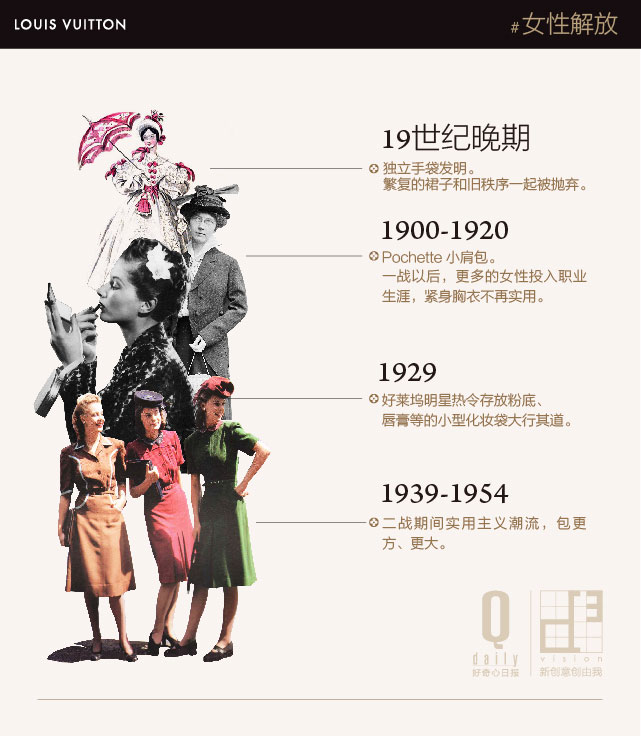 LOUIS VUITTON
#女性解放
19世纪晚期
独立手袋发明。
繁复的裙子和旧秩序一起被抛弃。
1900-1920
Pochette 小肩包。
一战以后，更多的女性投入职业
生涯，紧身胸衣不再实用。
1929
好莱坞明星热令存放粉底、
唇膏等的小型化妆袋大行其道。
1939-1954
二战期间实用主义潮流，包更
方、更大。
Q
daily
好奇心日报
vision
新创意创由我